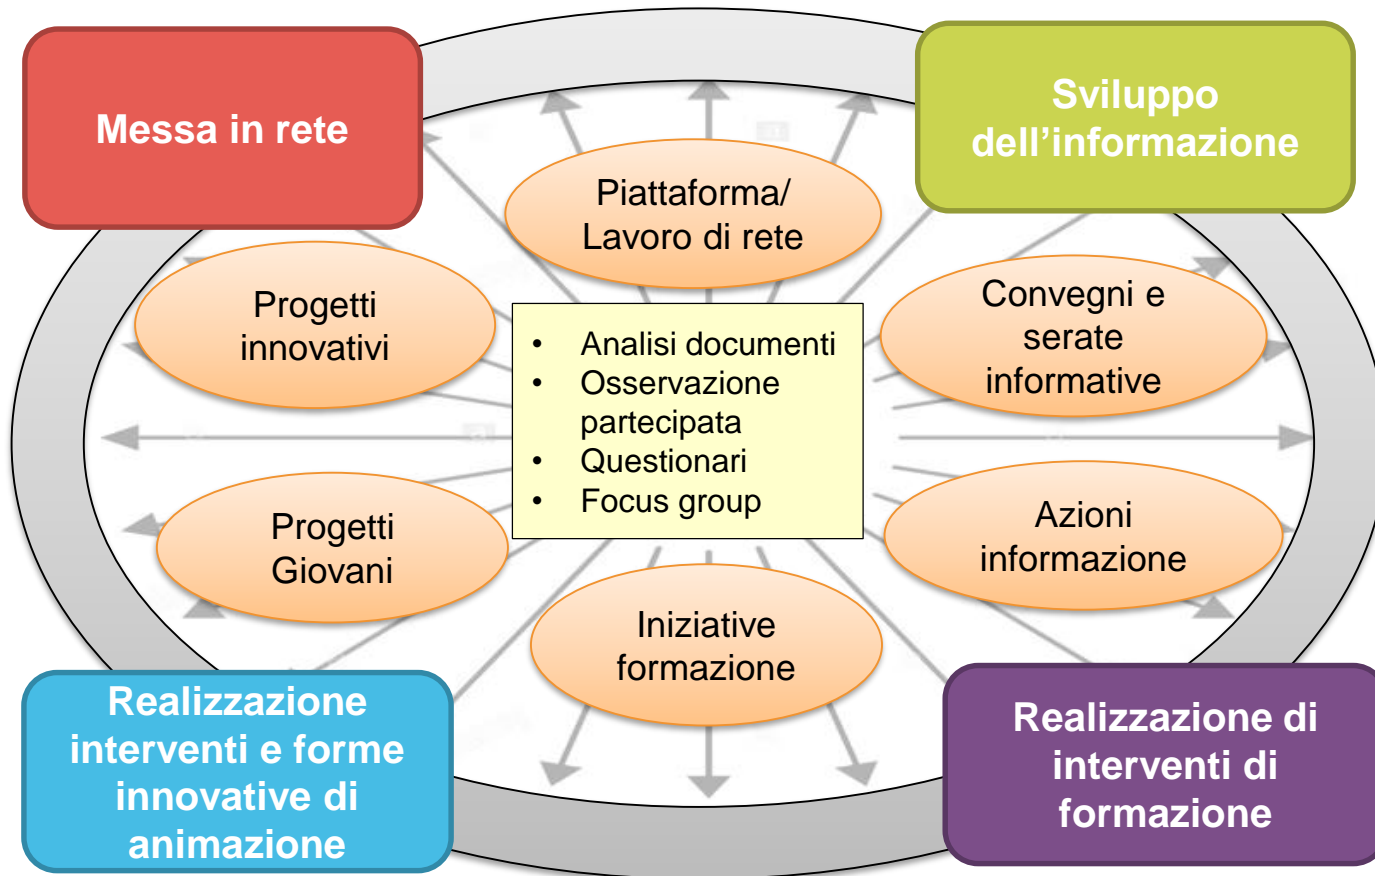 Messa in rete
Sviluppo
dell’informazione
Piattaforma/
Lavoro di rete
Progetti
innovativi
Convegni e
serate
informative
• Analisi documenti
• Osservazione
partecipata
• Questionari
• Focus group
Progetti
Giovani
Azioni
informazione
Iniziative
formazione
Realizzazione
interventi e forme
innovative di
animazione
Realizzazione di
interventi di
formazione